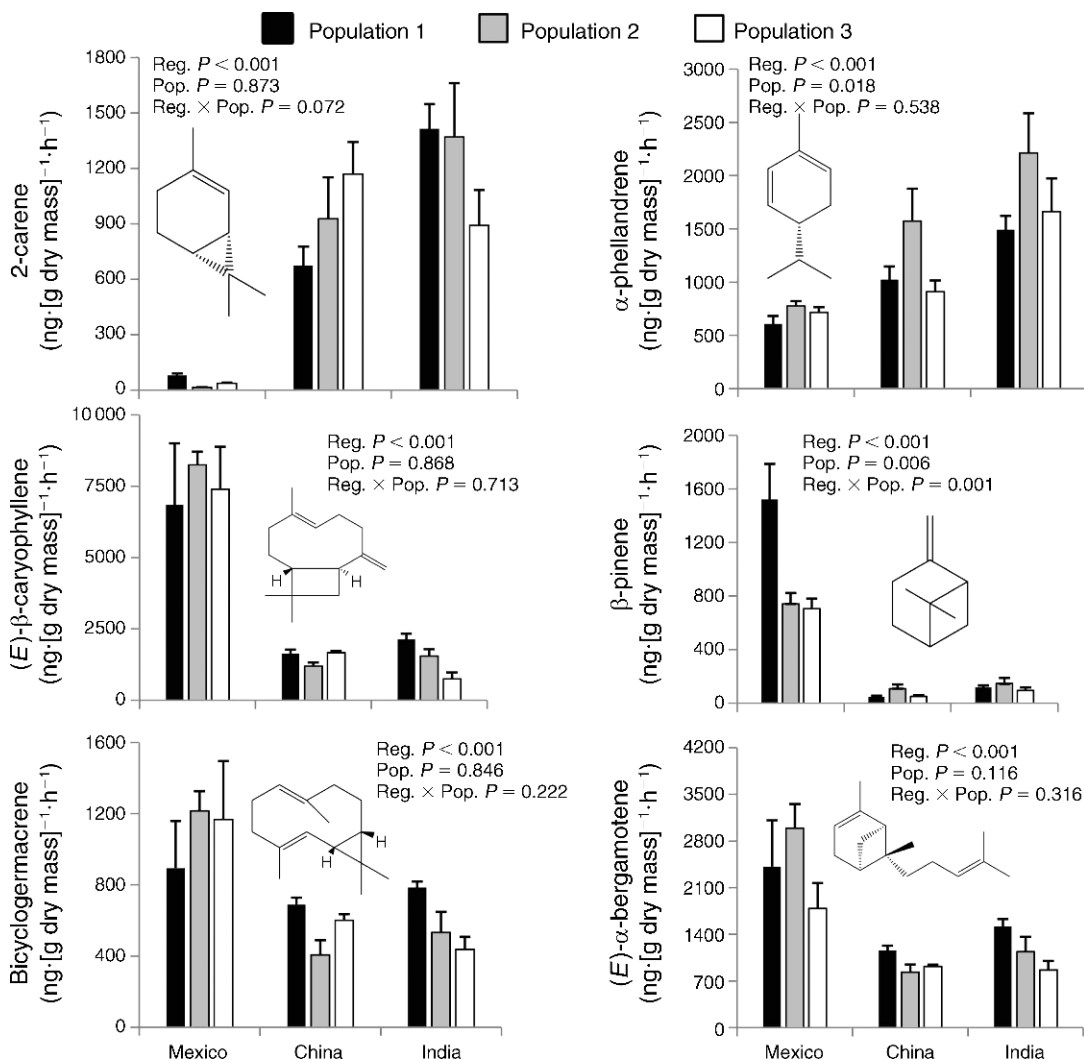 Population 1 Population 2 Population 3
2-carene
(ng·[g dry mass]⁻¹·h⁻¹)
1800
1500
1200
900
600
300
0
Reg. P < 0.001
Pop. P = 0.873
Reg. × Pop. P = 0.072
α-phellandrene
(ng·[g dry mass]⁻¹·h⁻¹)
3000
2500
2000
1500
1000
500
0
Reg. P < 0.001
Pop. P = 0.018
Reg. × Pop. P = 0.538
(E)-β-caryophyllene
(ng·[g dry mass]⁻¹·h⁻¹)
10 000
7500
5000
2500
0
Reg. P < 0.001
Pop. P = 0.868
Reg. × Pop. P = 0.713
H H
β-pinene
(ng·[g dry mass]⁻¹·h⁻¹)
2000
1600
1200
800
400
0
Reg. P < 0.001
Pop. P = 0.006
Reg. × Pop. P = 0.001
Bicyclogermacrene
(ng·[g dry mass]⁻¹·h⁻¹)
1600
1200
800
400
0
Reg. P < 0.001
Pop. P = 0.846
Reg. × Pop. P = 0.222
H
H
Mexico China India
(E)-α-bergamotene
(ng·[g dry mass]⁻¹·h⁻¹)
4200
3500
2800
2100
1400
700
0
Reg. P < 0.001
Pop. P = 0.116
Reg. × Pop. P = 0.316
Mexico China India